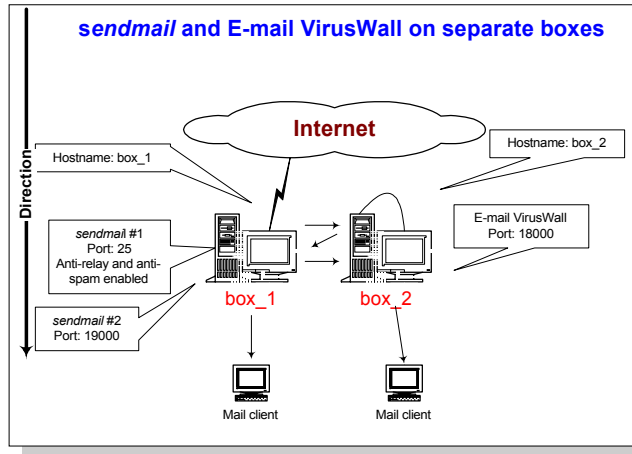 sendmail and E-mail VirusWall on separate boxes
Direction
Internet
Hostname: box_1
Hostname: box_2
sendmail #1
Port: 25
Anti-relay and anti-
spam enabled
E-mail VirusWall
Port: 18000
sendmail #2
Port: 19000
box_1
box_2
Mail client
Mail client